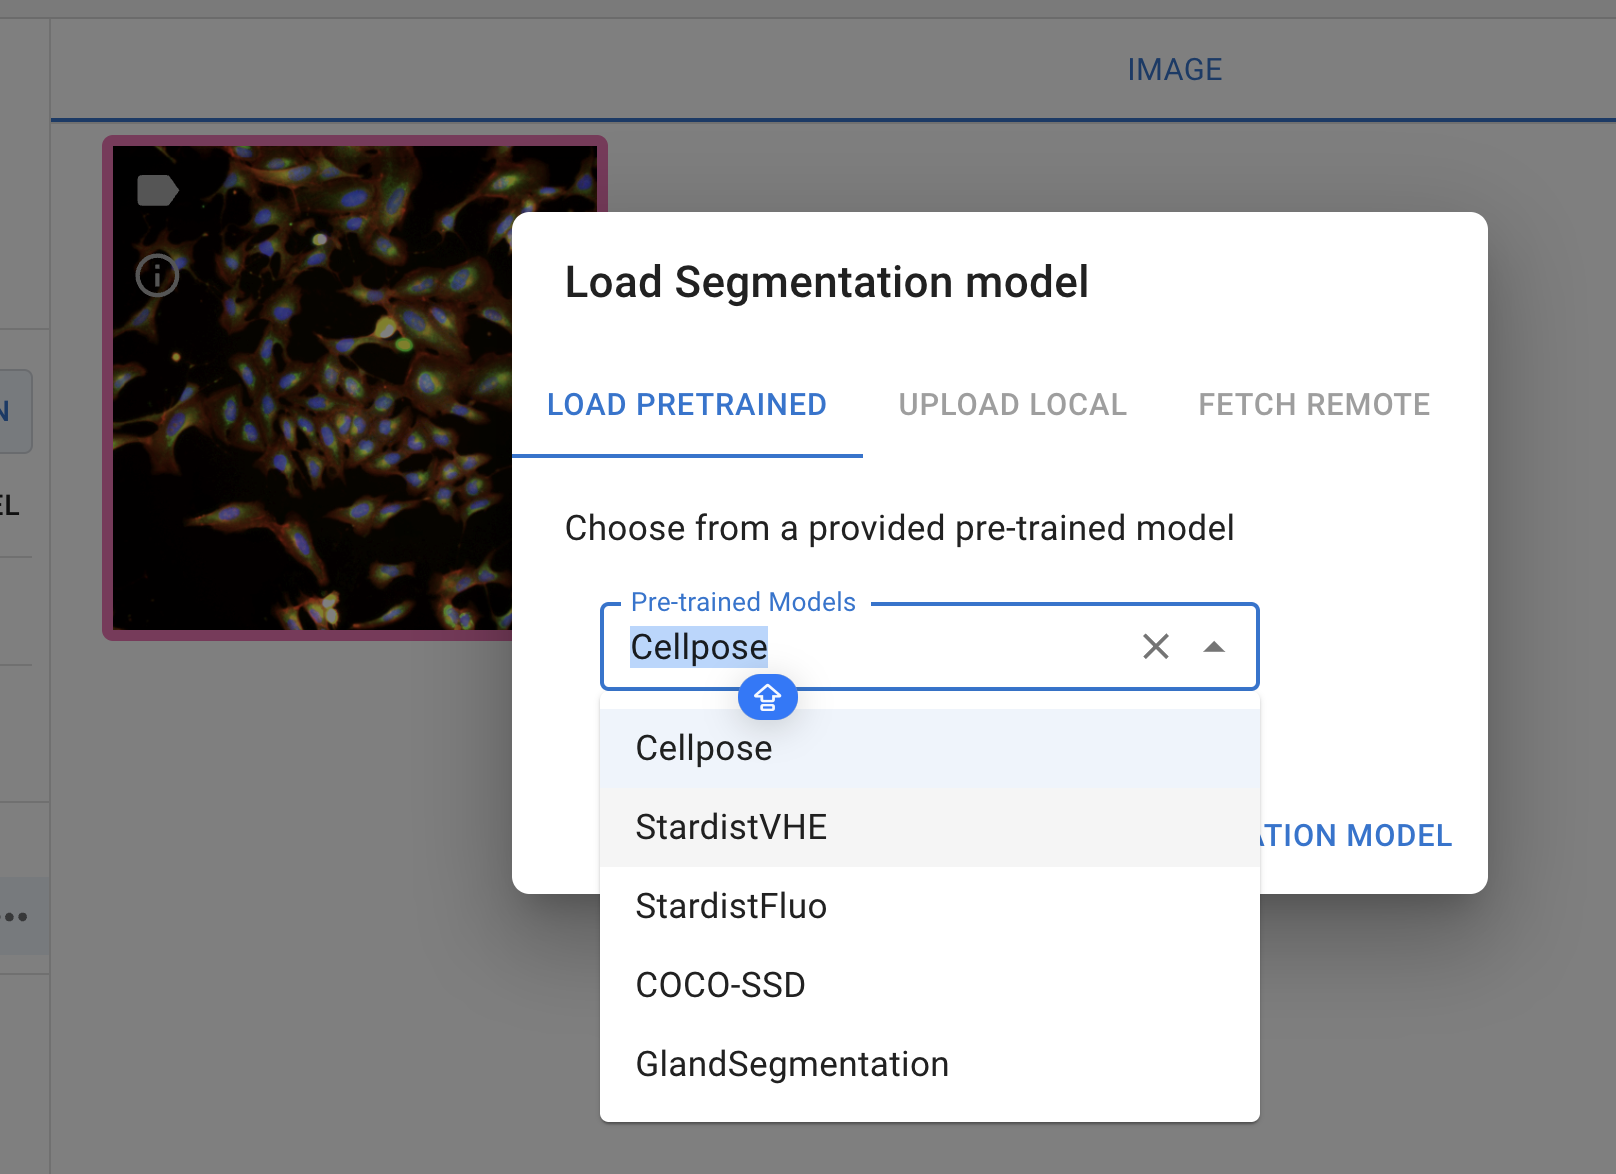 IMAGE
Load Segmentation model
LOAD PRETRAINED
UPLOAD LOCAL
FETCH REMOTE
N
EL
Choose from a provided pre-trained model
Pre-trained Models
Cellpose
Cellpose
StardistVHE
ATION MODEL
StardistFluo
COCO-SSD
GlandSegmentation